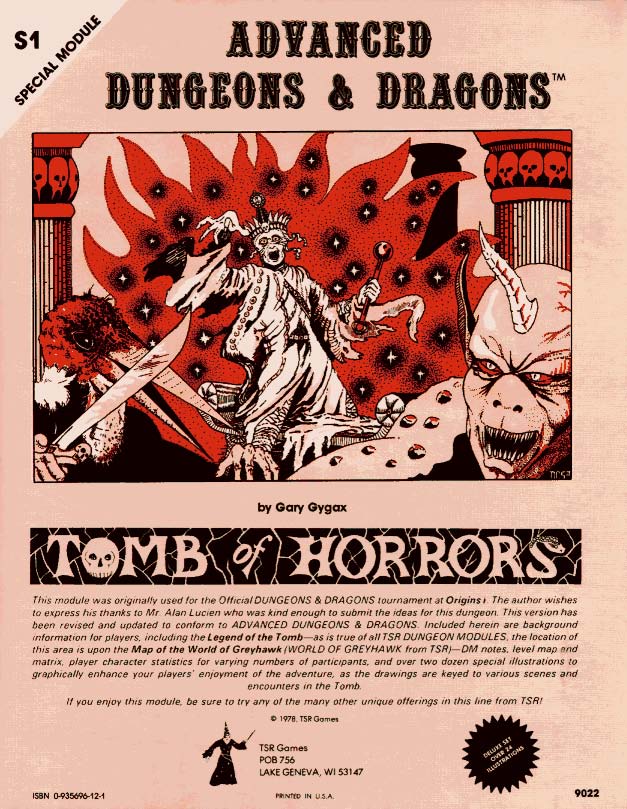 S1
SPECIAL MODULE
ADVANCED
DUNGEONS & DRAGONS™
by Gary Gygax
TOMB of HORRORS
This module was originally used for the Official DUNGEONS & DRAGONS tournament at Origins I. The author wishes
to express his thanks to Mr. Alan Lucien who was kind enough to submit the ideas for this dungeon. This version has
been revised and updated to conform to ADVANCED DUNGEONS & DRAGONS. Included herein are background
information for players, including the Legend of the Tomb—as is true of all TSR DUNGEON MODULES, the location of
this area is upon the Map of the World of Greyhawk (WORLD OF GREYHAWK from TSR)—DM notes, level map and
matrix, player character statistics for varying numbers of participants, and over two dozen special illustrations to
graphically enhance your players' enjoyment of the adventure, as the drawings are keyed to various scenes and
encounters in the Tomb.
If you enjoy this module, be sure to try any of the many other unique offerings in this line from TSR!
© 1978, TSR Games
TSR Games
POB 756
LAKE GENEVA, WI 53147
DELUXE SET
OVER 24
ILLUSTRATIONS
ISBN 0-935696-12-1
PRINTED IN U.S.A.
9022